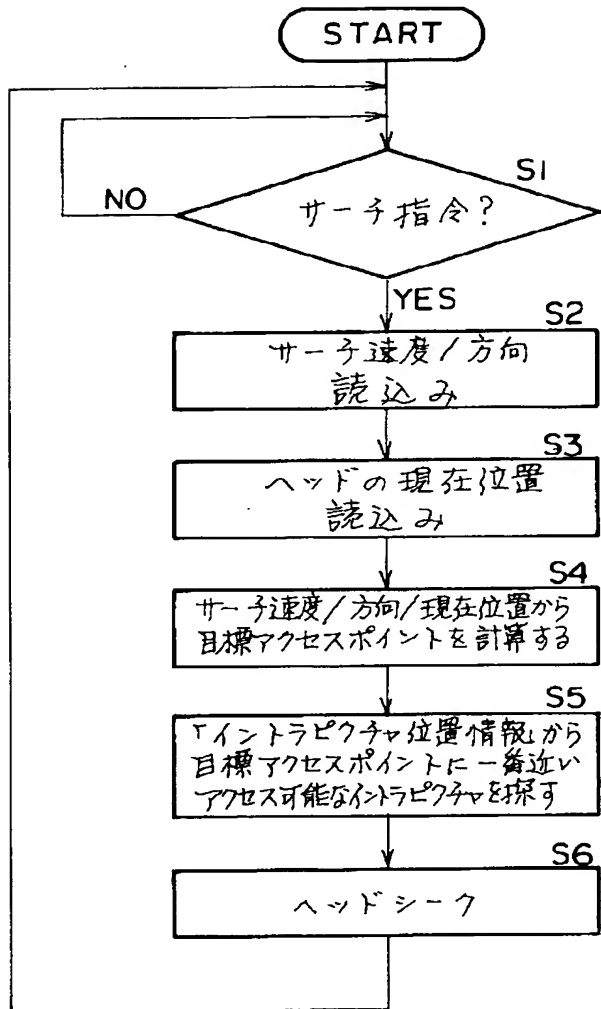 START
S1
サーチ指令?
NO
YES
S2
サーチ速度/方向
読込み
S3
ヘッドの現在位置
読込み
S4
サーチ速度/方向/現在位置から
目標アクセスポイントを計算する
S5
「イントラピクチャ位置情報」から
目標アクセスポイントに一番近い
アクセス可能なイントラピクチャを探す
S6
ヘッドシーク